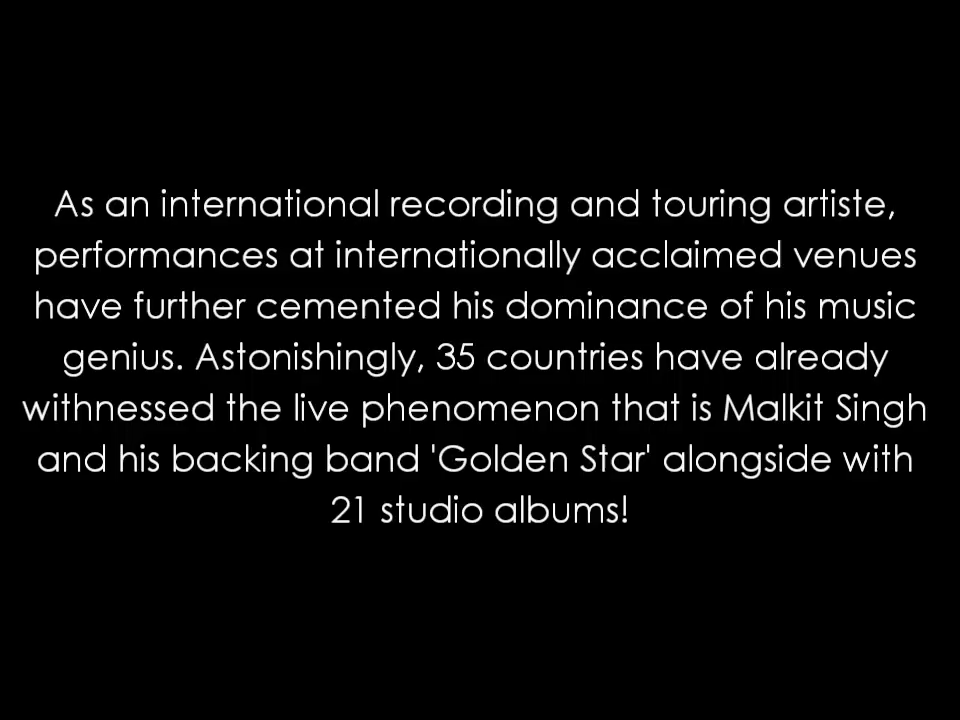 As an international recording and touring artiste,
performances at internationally acclaimed venues
have further cemented his dominance of his music
genius. Astonishingly, 35 countries have already
withnessed the live phenomenon that is Malkit Singh
and his backing band 'Golden Star' alongside with
21 studio albums!